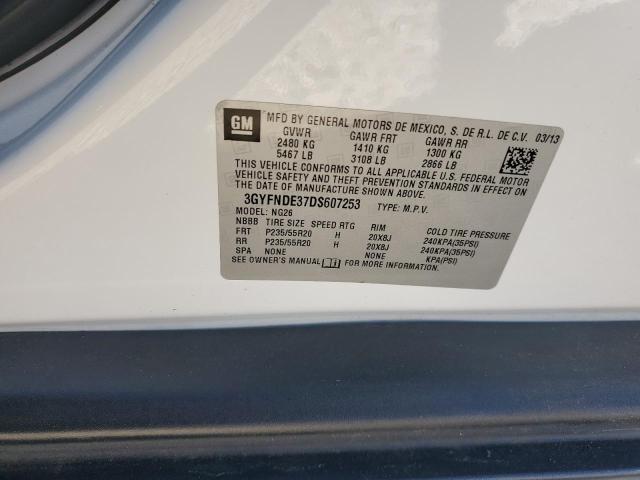 GM
MFD BY GENERAL MOTORS DE MEXICO, S. DE R.L. DE C.V. 03/13
GVWR GAWR FRT GAWR RR
2480 KG 1410 KG 1300 KG
5467 LB 3108 LB 2866 LB
THIS VEHICLE CONFORMS TO ALL APPLICABLE U.S. FEDERAL MOTOR
VEHICLE SAFETY AND THEFT PREVENTION STANDARDS IN EFFECT ON
THE DATE OF MANUFACTURE SHOWN ABOVE.
3GYFNDE37DS607253 TYPE: M.P.V.
MODEL: NG26
NBBB TIRE SIZE SPEED RTG RIM COLD TIRE PRESSURE
FRT P235/55R20 H 20X8J 240KPA(35PSI)
RR P235/55R20 H 20X8J 240KPA(35PSI)
SPA NONE NONE KPA(PSI)
SEE OWNER'S MANUAL FOR MORE INFORMATION.